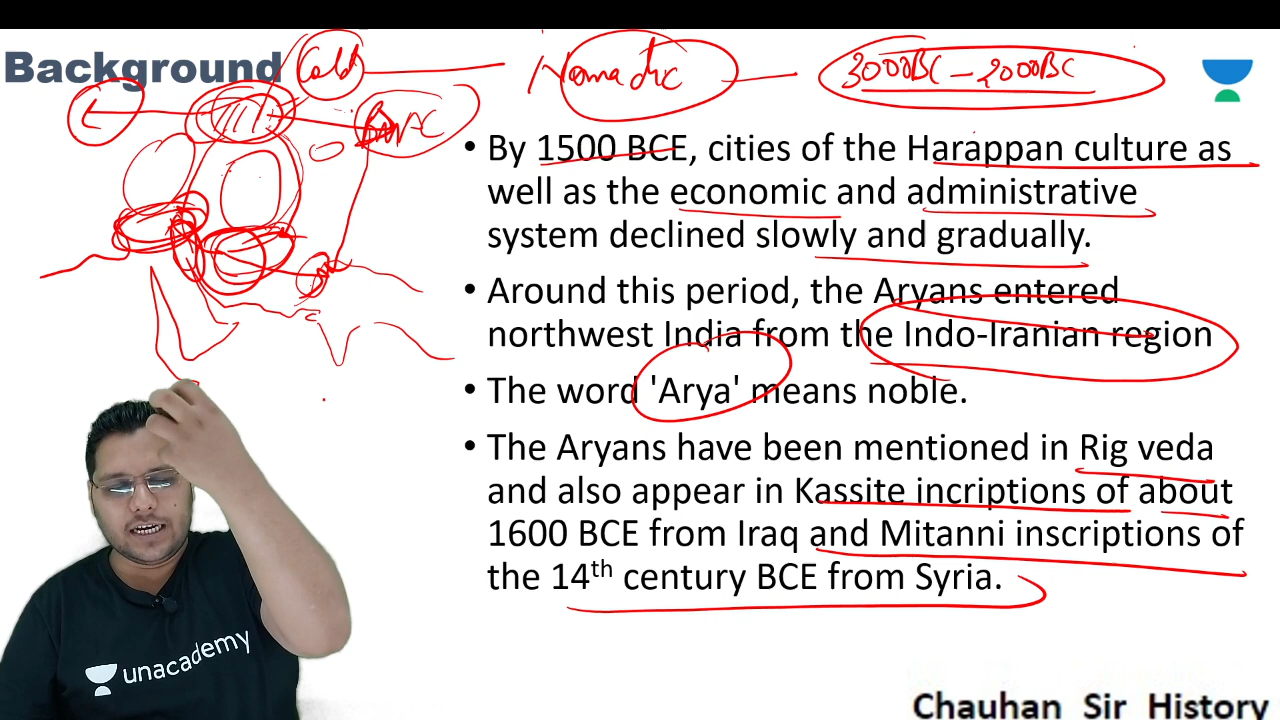 Background
Cold
Nomadic
3000BC - 2000BC
BMAC
• By 1500 BCE, cities of the Harappan culture as
well as the economic and administrative
system declined slowly and gradually.
• Around this period, the Aryans entered
northwest India from the Indo-Iranian region
• The word 'Arya' means noble.
• The Aryans have been mentioned in Rig veda
and also appear in Kassite incriptions of about
1600 BCE from Iraq and Mitanni inscriptions of
the 14th century BCE from Syria.
unacademy
Chauhan Sir History